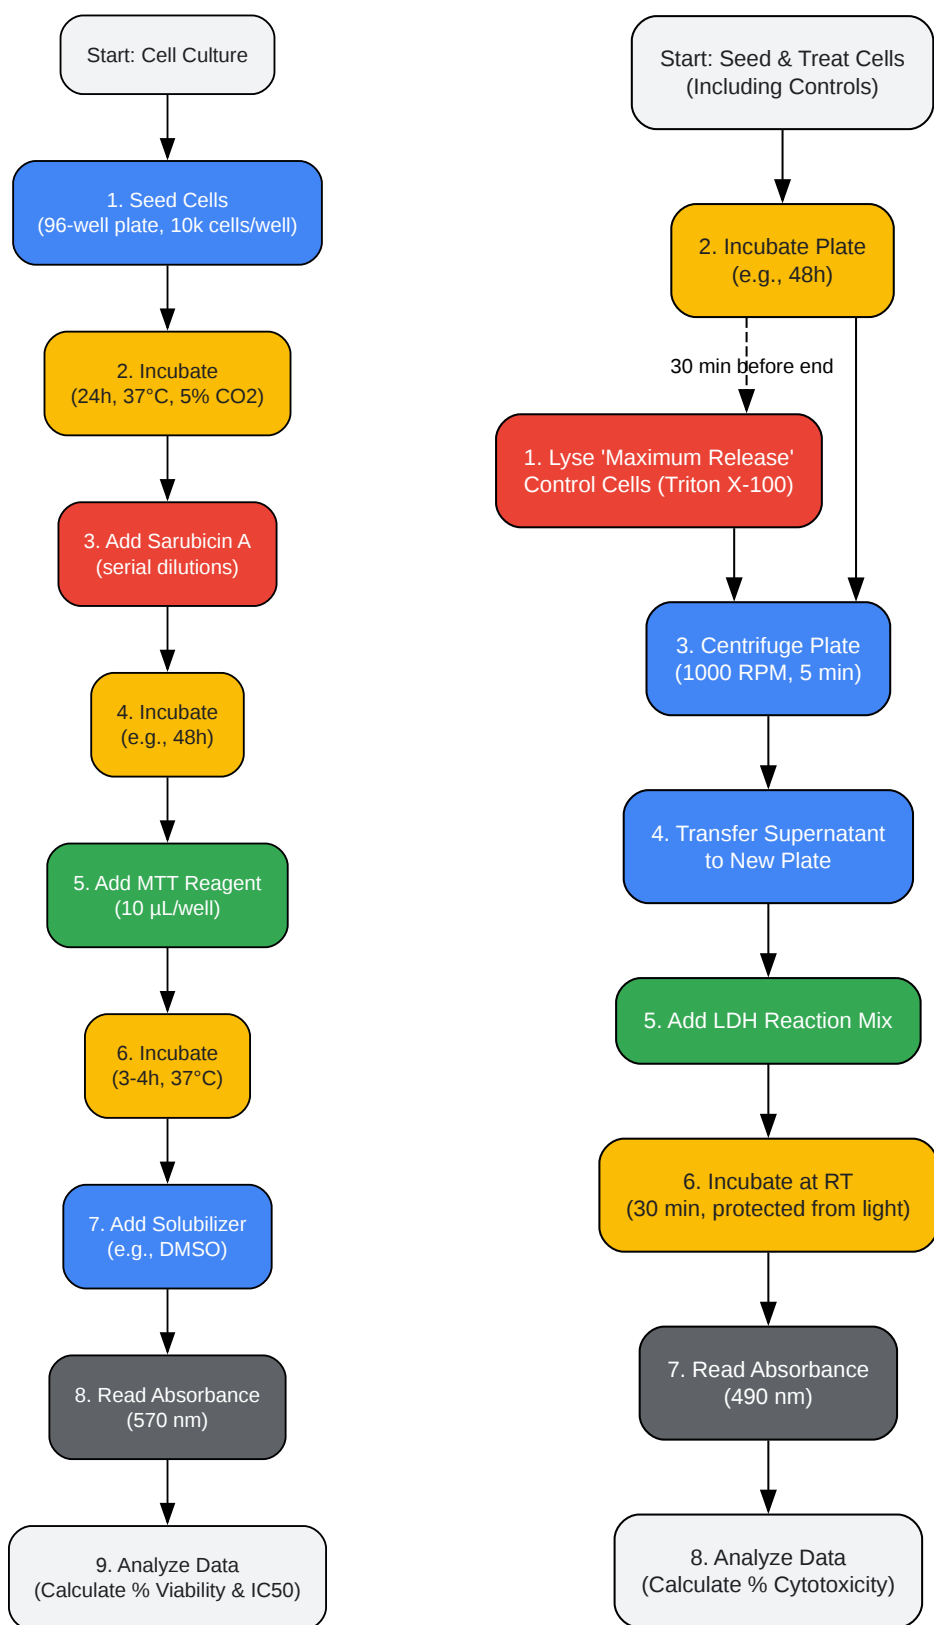 Start: Cell Culture
1. Seed Cells
(96-well plate, 10k cells/well)
2. Incubate
(24h, 37°C, 5% CO2)
3. Add Sarubicin A
(serial dilutions)
4. Incubate
(e.g., 48h)
5. Add MTT Reagent
(10 µL/well)
6. Incubate
(3-4h, 37°C)
7. Add Solubilizer
(e.g., DMSO)
8. Read Absorbance
(570 nm)
9. Analyze Data
(Calculate % Viability & IC50)
Start: Seed & Treat Cells
(Including Controls)
2. Incubate Plate
(e.g., 48h)
30 min before end
1. Lyse 'Maximum Release'
Control Cells (Triton X-100)
3. Centrifuge Plate
(1000 RPM, 5 min)
4. Transfer Supernatant
to New Plate
5. Add LDH Reaction Mix
6. Incubate at RT
(30 min, protected from light)
7. Read Absorbance
(490 nm)
8. Analyze Data
(Calculate % Cytotoxicity)